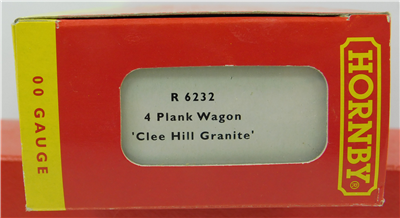 00 GAUGE
R 6232
4 Plank Wagon
'Clee Hill Granite'
HORNBY®